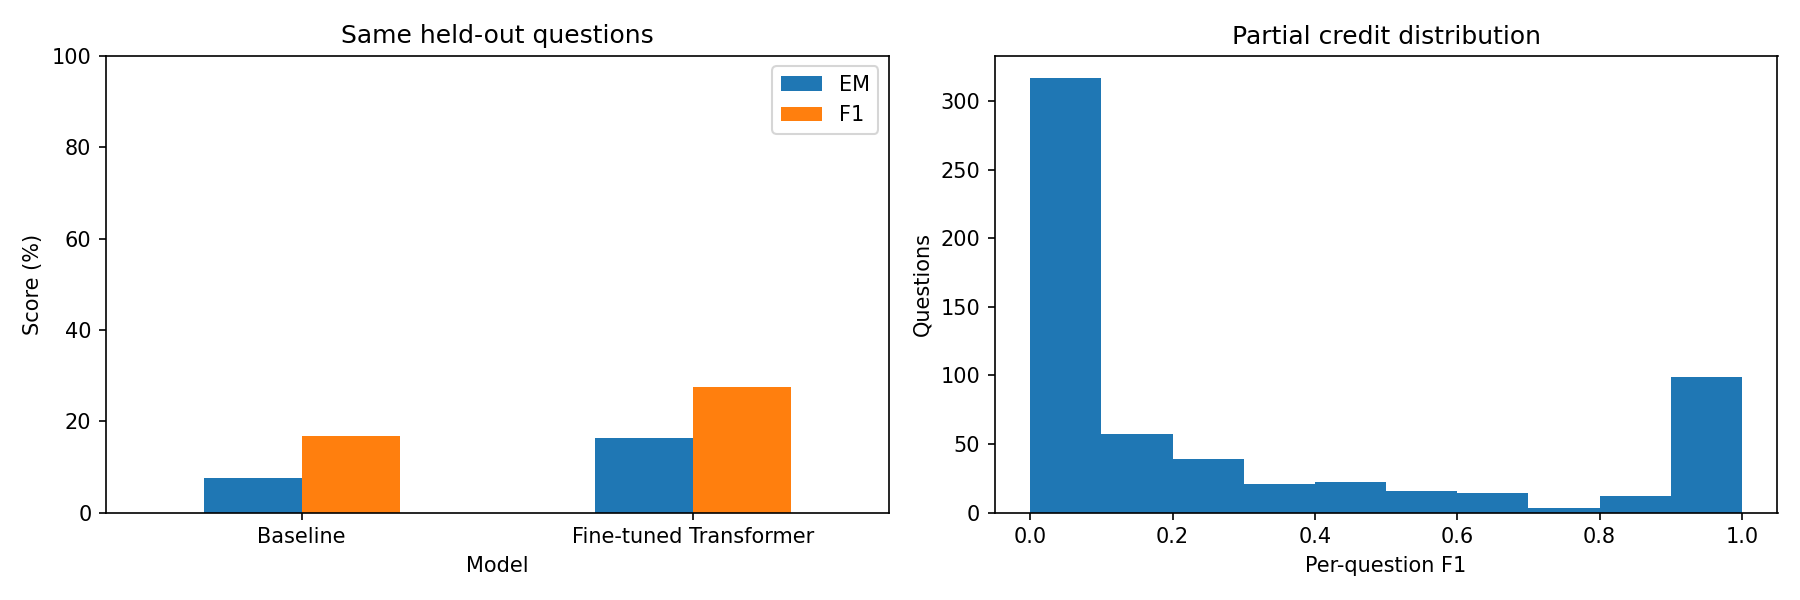 Same held-out questions
100
80
60
40
20
0
Score (%)
EM
F1
Baseline
Fine-tuned Transformer
Model
Partial credit distribution
300
250
200
150
100
50
0
Questions
0.0
0.2
0.4
0.6
0.8
1.0
Per-question F1